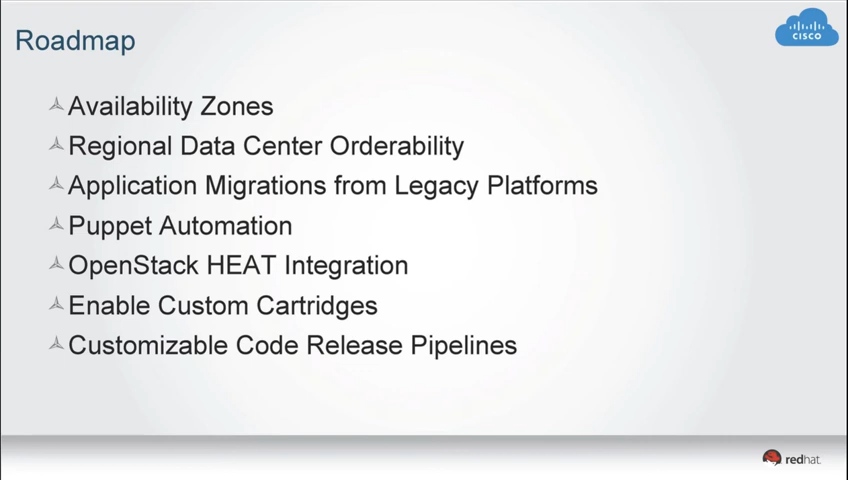 Roadmap
CISCO
Availability Zones
Regional Data Center Orderability
Application Migrations from Legacy Platforms
Puppet Automation
OpenStack HEAT Integration
Enable Custom Cartridges
Customizable Code Release Pipelines
redhat.